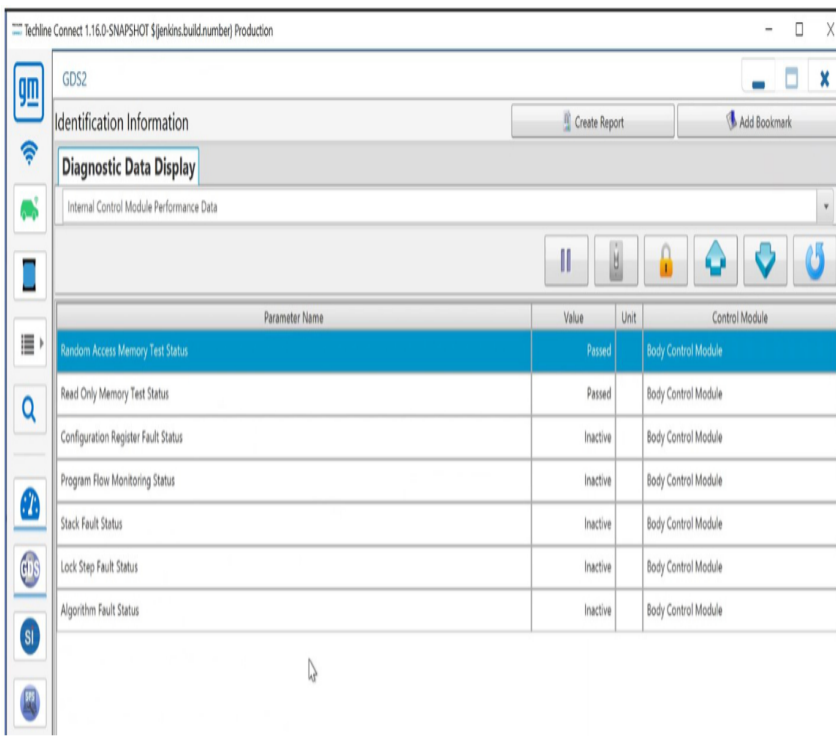 Techline Connect 1.16.0-SNAPSHOT $(jenkins.build.number) Production
gm
GDS2
Identification Information
Create Report
Add Bookmark
Diagnostic Data Display
Internal Control Module Performance Data
Parameter Name Value Unit Control Module
Random Access Memory Test Status Passed Body Control Module
Read Only Memory Test Status Passed Body Control Module
Configuration Register Fault Status Inactive Body Control Module
Program Flow Monitoring Status Inactive Body Control Module
Stack Fault Status Inactive Body Control Module
Lock Step Fault Status Inactive Body Control Module
Algorithm Fault Status Inactive Body Control Module
GDS
SI
SPS